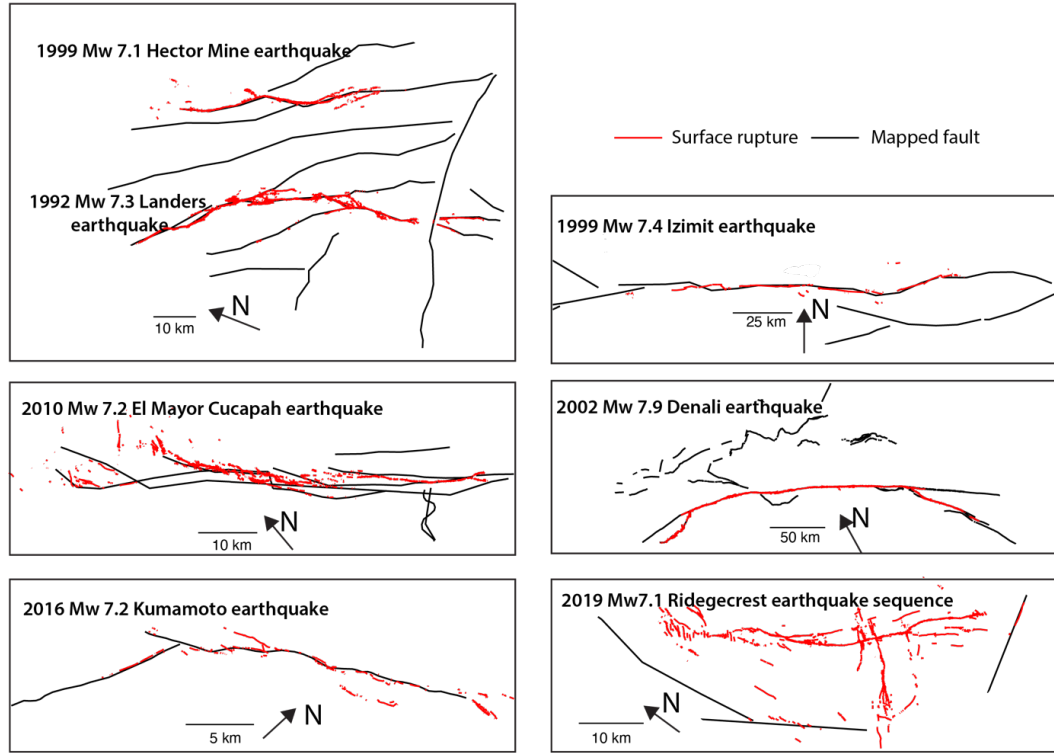 1999 Mw 7.1 Hector Mine earthquake
1992 Mw 7.3 Landers
earthquake
10 km
N
Surface rupture
Mapped fault
1999 Mw 7.4 Izimit earthquake
25 km
N
2010 Mw 7.2 El Mayor Cucapah earthquake
10 km
N
2002 Mw 7.9 Denali earthquake
50 km
N
2016 Mw 7.2 Kumamoto earthquake
5 km
N
2019 Mw7.1 Ridgecrest earthquake sequence
10 km
N